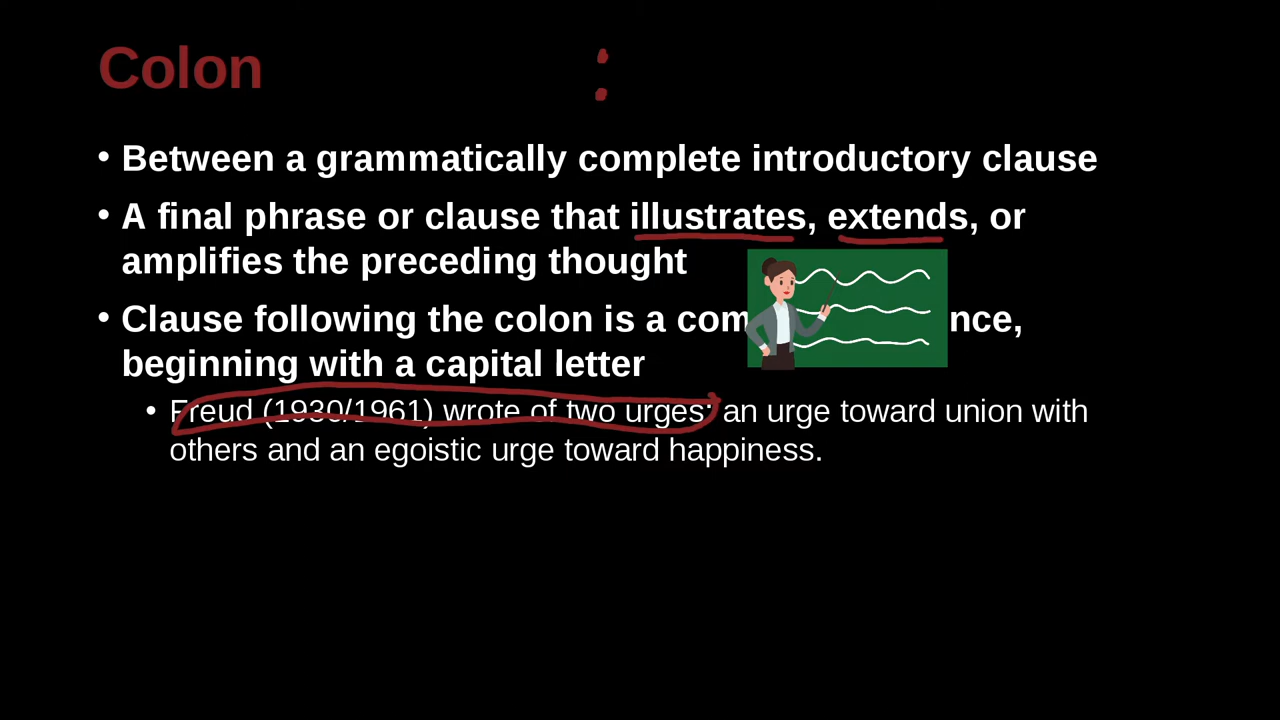 Colon :
• Between a grammatically complete introductory clause
• A final phrase or clause that illustrates, extends, or
amplifies the preceding thought
• Clause following the colon is a
beginning with a capital letter
• Freud (1930/1961) wrote of two urges: an urge toward union with
others and an egoistic urge toward happiness.